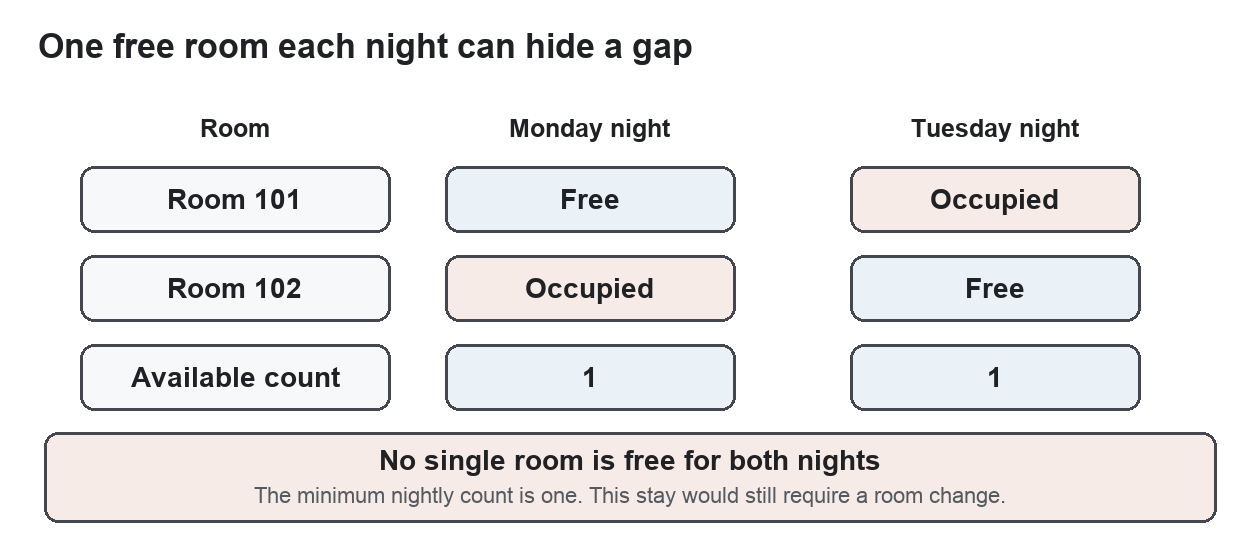 One free room each night can hide a gap
Room Monday night Tuesday night
Room 101 Free Occupied
Room 102 Occupied Free
Available count 1 1
No single room is free for both nights
The minimum nightly count is one. This stay would still require a room change.